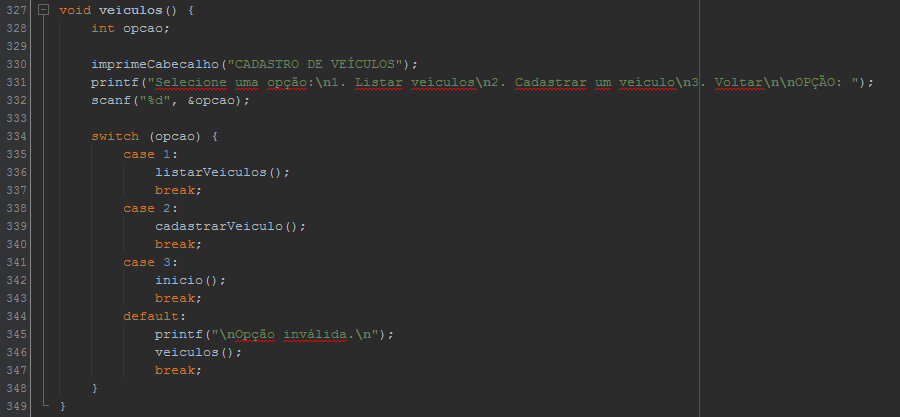 327 void veiculos() {
328 int opcao;
329
330 imprimeCabecalho("CADASTRO DE VEÍCULOS");
331 printf("Selecione uma opção:\n1. Listar veículos\n2. Cadastrar um veículo\n3. Voltar\n\nOPÇÃO: ");
332 scanf("%d", &opcao);
333
334 switch (opcao) {
335 case 1:
336 listarVeiculos();
337 break;
338 case 2:
339 cadastrarVeiculo();
340 break;
341 case 3:
342 inicio();
343 break;
344 default:
345 printf("\nOpção inválida.\n");
346 veiculos();
347 break;
348 }
349 }